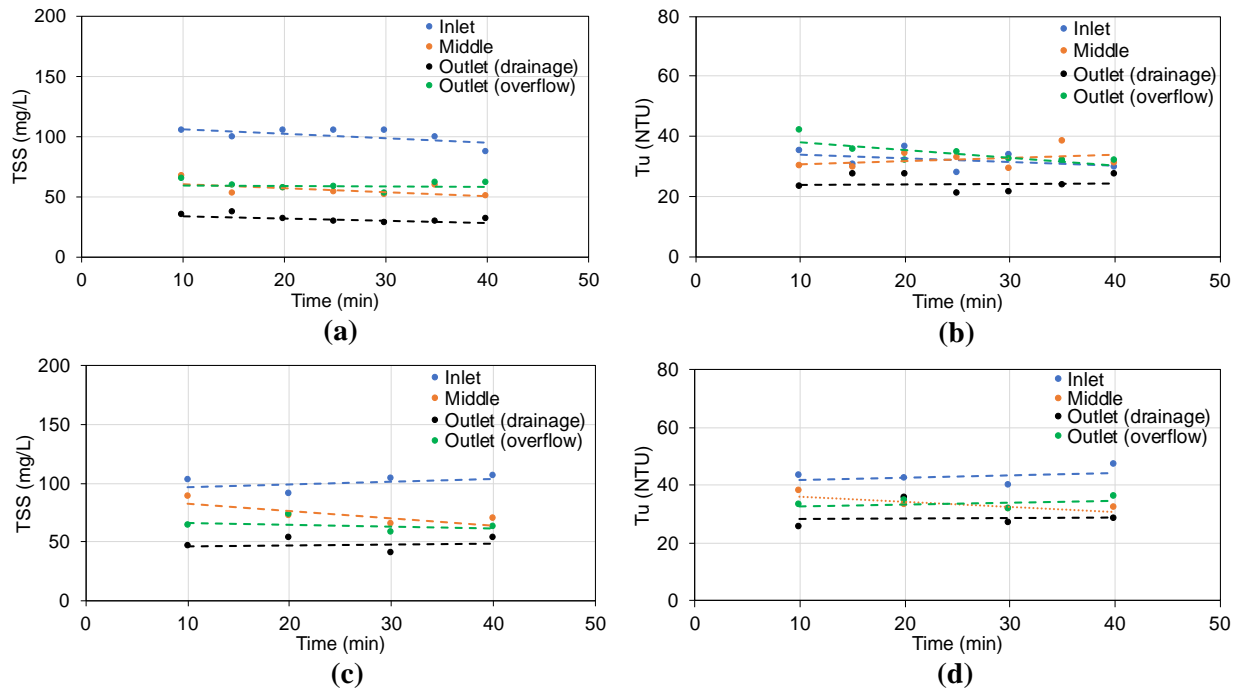 200
150
100
50
0
TSS (mg/L)
Inlet
Middle
Outlet (drainage)
Outlet (overflow)
0 10 20 30 40 50
Time (min)
(a)
80
60
40
20
0
Tu (NTU)
Inlet
Middle
Outlet (drainage)
Outlet (overflow)
0 10 20 30 40 50
Time (min)
(b)
200
150
100
50
0
TSS (mg/L)
Inlet
Middle
Outlet (drainage)
Outlet (overflow)
0 10 20 30 40 50
Time (min)
(c)
80
60
40
20
0
Tu (NTU)
Inlet
Middle
Outlet (drainage)
Outlet (overflow)
0 10 20 30 40 50
Time (min)
(d)